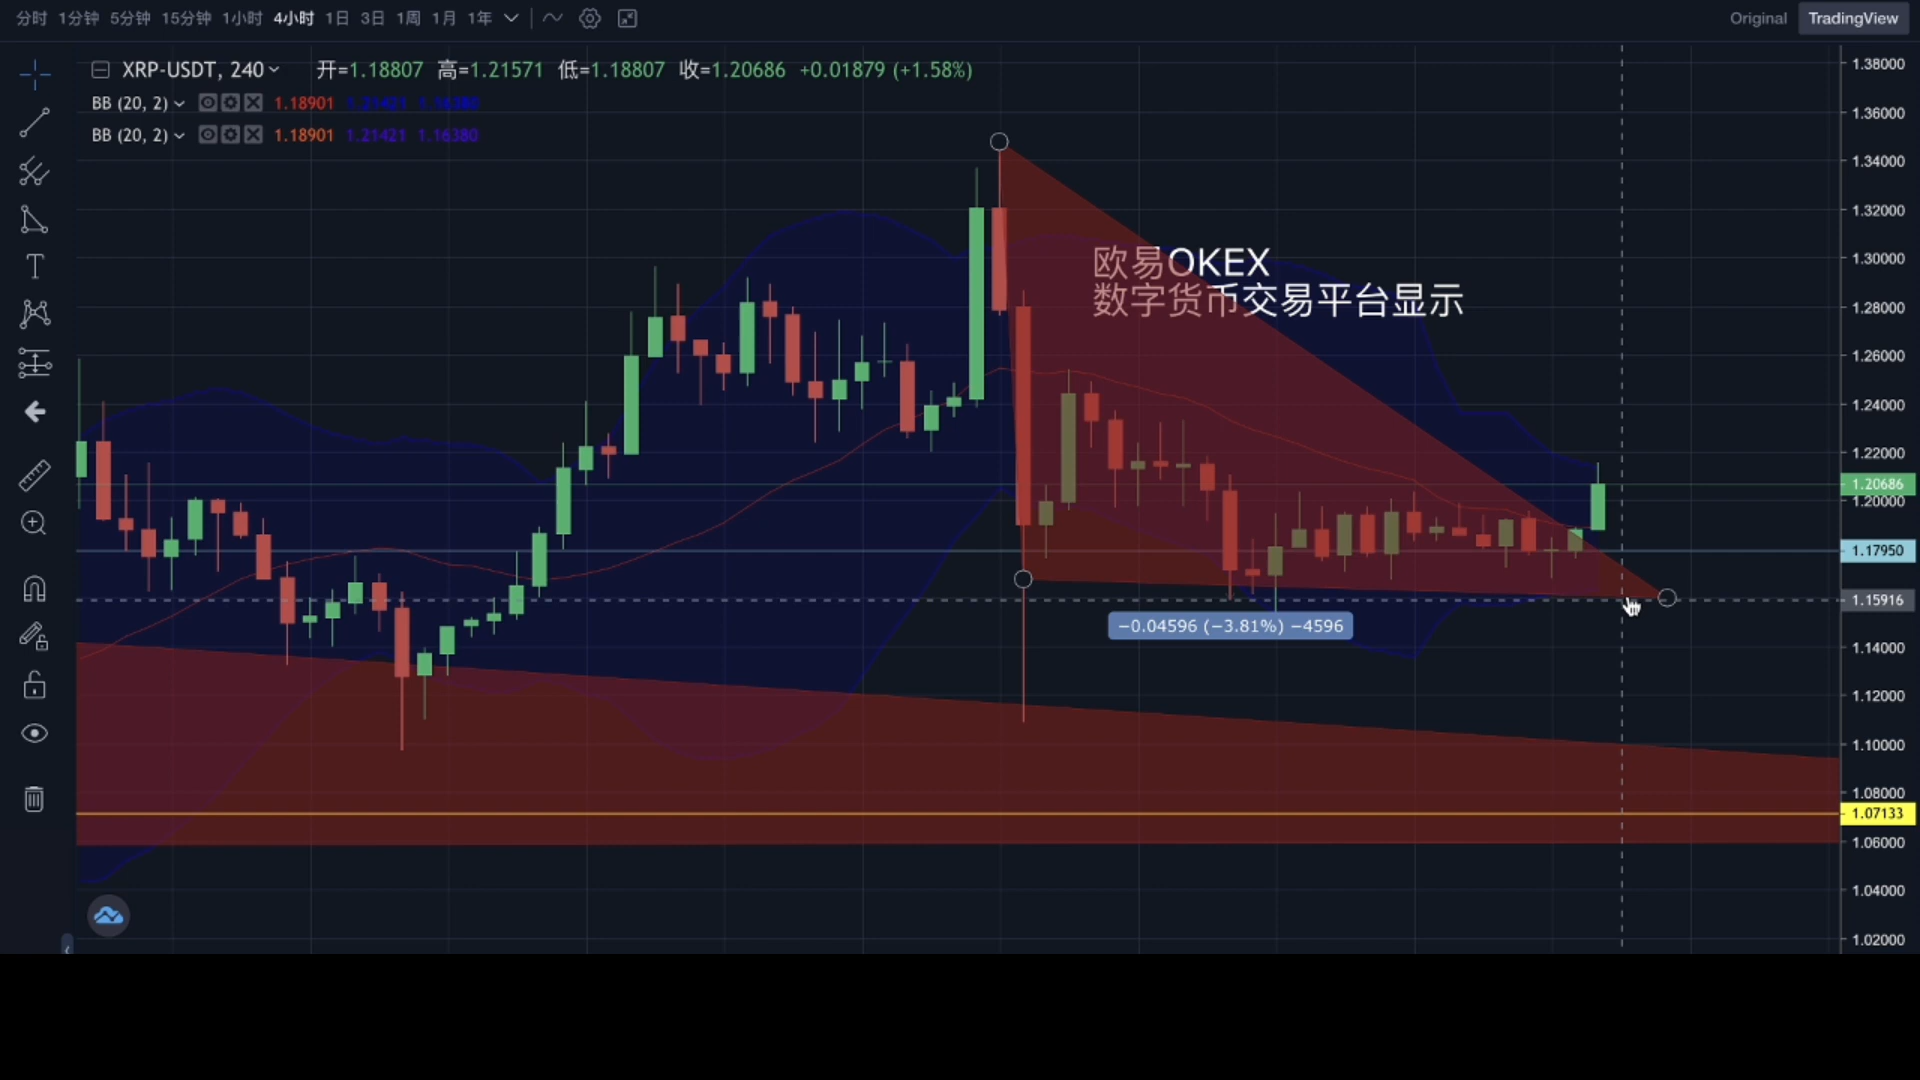 分时 1分钟 5分钟 15分钟 1小时 4小时 1日 3日 1周 1月 1年
Original TradingView
XRP-USDT, 240 开=1.18807 高=1.21571 低=1.18807 收=1.20686 +0.01879 (+1.58%)
BB (20, 2) 1.18901 1.21421 1.16380
BB (20, 2) 1.18901 1.21421 1.16380
欧易OKEX
数字货币交易平台显示
−0.04596 (−3.81%) −4596
1.38000
1.36000
1.34000
1.32000
1.30000
1.28000
1.26000
1.24000
1.22000
1.20686
1.20000
1.17950
1.15916
1.14000
1.12000
1.10000
1.08000
1.07133
1.06000
1.04000
1.02000